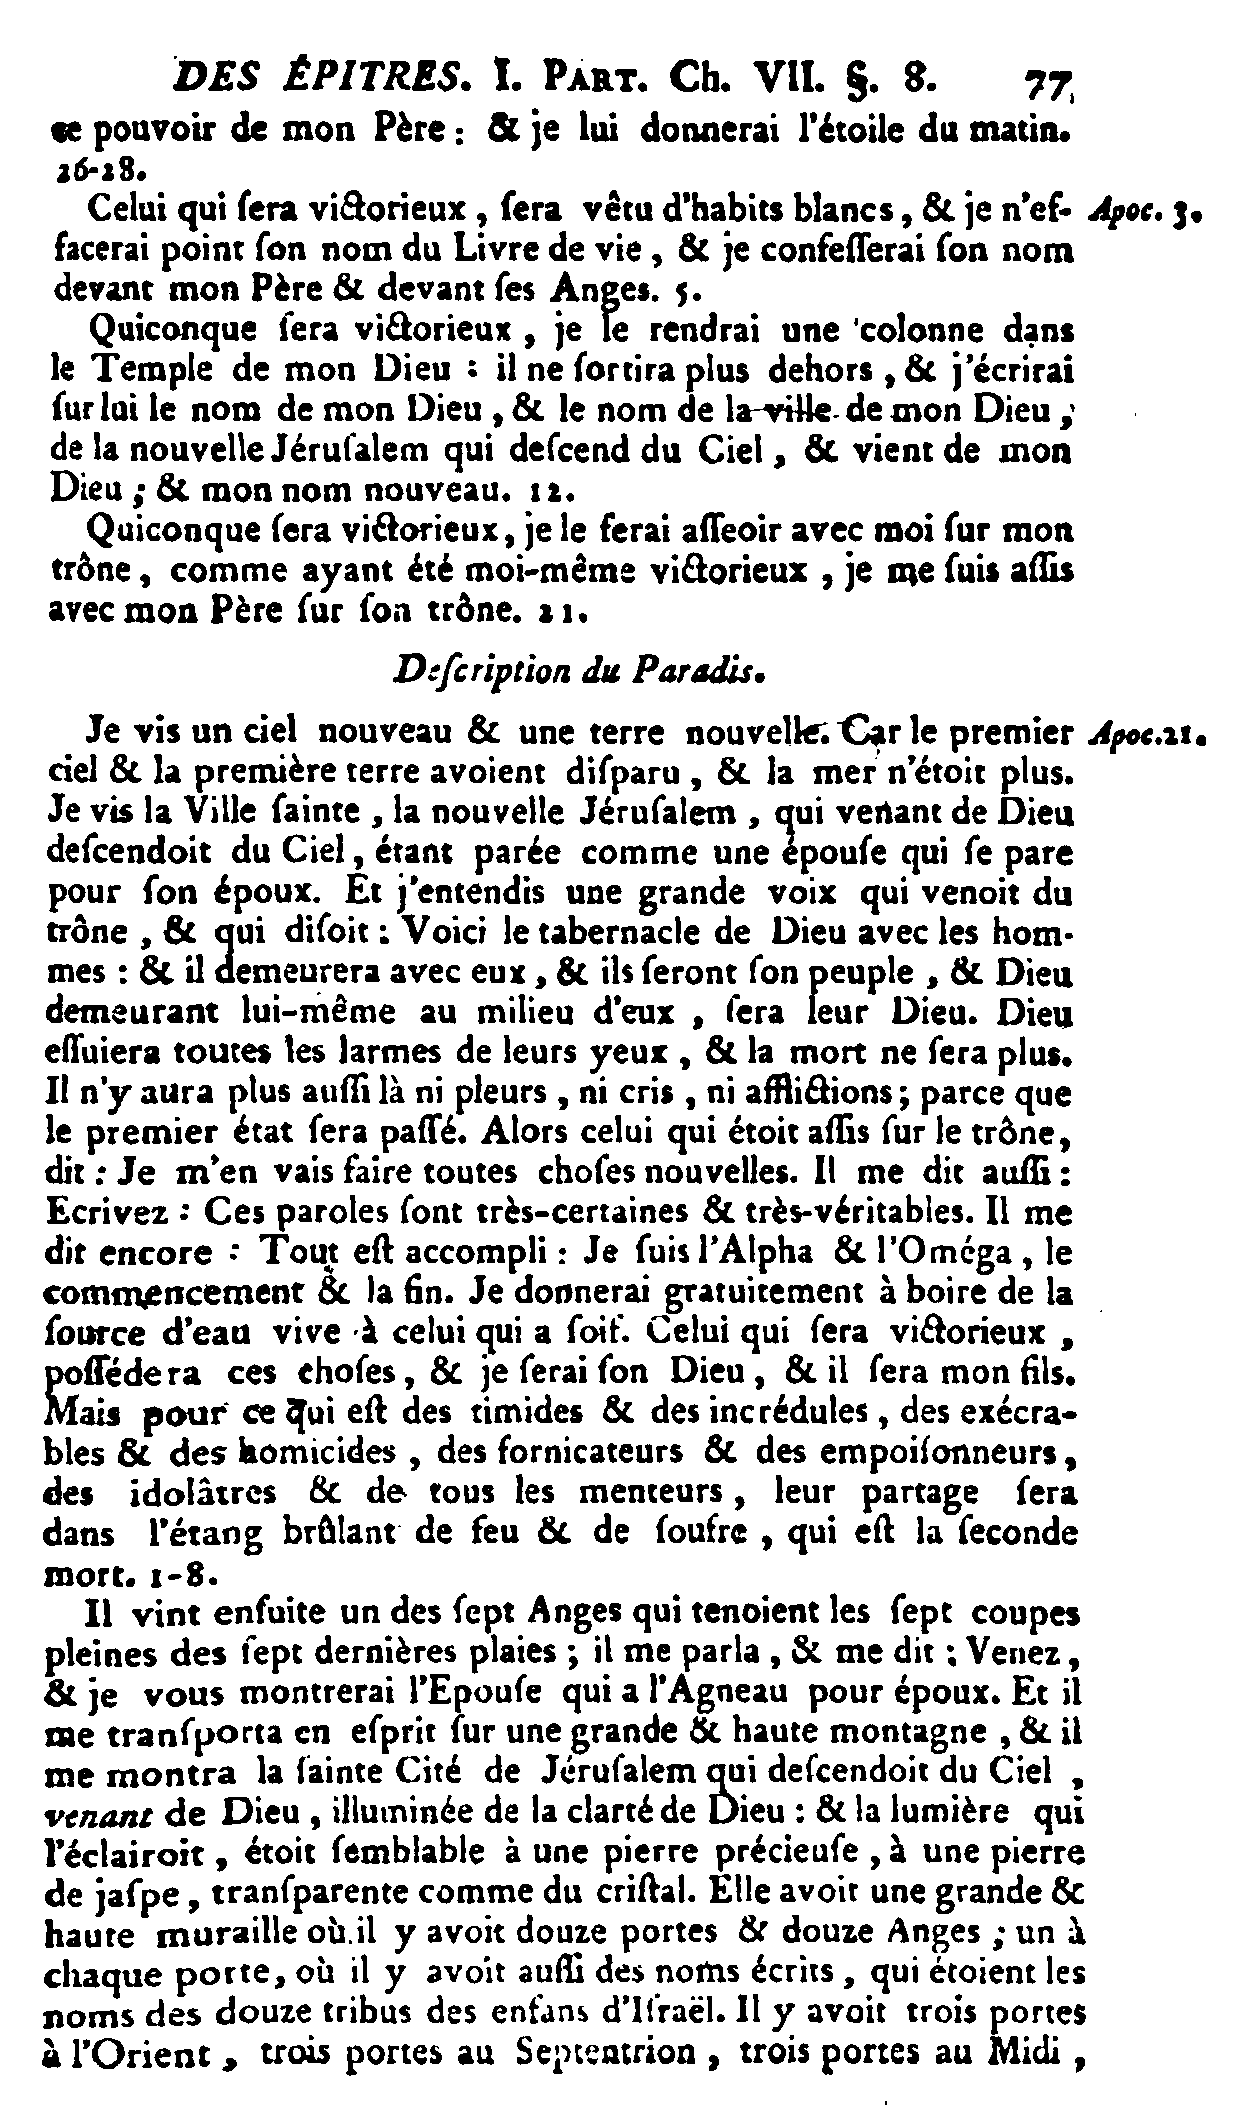 DES ÉPITRES. I. PART. Ch. VII. §. 8. 77
ce pouvoir de mon Père : & je lui donnerai l'étoile du matin.
26-28.
Celui qui ſera victorieux , ſera vêtu d'habits blancs , & je n'ef- Apoc. 3.
facerai point ſon nom du Livre de vie , & je confeſſerai ſon nom
devant mon Père & devant ſes Anges. 5.
Quiconque ſera victorieux , je le rendrai une colonne dans
le Temple de mon Dieu : il ne ſortira plus dehors , & j'écrirai
ſur lui le nom de mon Dieu , & le nom de la ville de mon Dieu ,
de la nouvelle Jéruſalem qui deſcend du Ciel , & vient de mon
Dieu ; & mon nom nouveau. 12.
Quiconque ſera victorieux, je le ferai aſſeoir avec moi ſur mon
trône , comme ayant été moi-même victorieux , je me ſuis aſſis
avec mon Père ſur ſon trône. 21.
Deſcription du Paradis.
Je vis un ciel nouveau & une terre nouvelle. Car le premier Apoc.21.
ciel & la première terre avoient diſparu , & la mer n'étoit plus.
Je vis la Ville ſainte , la nouvelle Jéruſalem , qui venant de Dieu
deſcendoit du Ciel , étant parée comme une épouſe qui ſe pare
pour ſon époux. Et j'entendis une grande voix qui venoit du
trône , & qui diſoit : Voici le tabernacle de Dieu avec les hom-
mes : & il demeurera avec eux , & ils ſeront ſon peuple , & Dieu
demeurant lui-même au milieu d'eux , ſera leur Dieu. Dieu
eſſuiera toutes les larmes de leurs yeux , & la mort ne ſera plus.
Il n'y aura plus auſſi là ni pleurs , ni cris , ni afflictions ; parce que
le premier état ſera paſſé. Alors celui qui étoit aſſis ſur le trône,
dit : Je m'en vais faire toutes choſes nouvelles. Il me dit auſſi :
Ecrivez : Ces paroles ſont très-certaines & très-véritables. Il me
dit encore : Tout eſt accompli : Je ſuis l'Alpha & l'Oméga , le
commencement & la fin. Je donnerai gratuitement à boire de la
ſource d'eau vive à celui qui a ſoif. Celui qui ſera victorieux ,
poſſédera ces choſes , & je ſerai ſon Dieu , & il ſera mon fils.
Mais pour ce qui eſt des timides & des incrédules , des exécra-
bles & des homicides , des fornicateurs & des empoiſonneurs ,
des idolâtres & de tous les menteurs , leur partage ſera
dans l'étang brûlant de feu & de ſoufre , qui eſt la ſeconde
mort. 1-8.
Il vint enſuite un des ſept Anges qui tenoient les ſept coupes
pleines des ſept dernières plaies ; il me parla , & me dit : Venez ,
& je vous montrerai l'Epouſe qui a l'Agneau pour époux. Et il
me tranſporta en eſprit ſur une grande & haute montagne , & il
me montra la ſainte Cité de Jéruſalem qui deſcendoit du Ciel ,
venant de Dieu , illuminée de la clarté de Dieu : & la lumière qui
l'éclairoit , étoit ſemblable à une pierre précieuſe , à une pierre
de jaſpe , tranſparente comme du criſtal. Elle avoit une grande &
haute muraille où il y avoit douze portes & douze Anges ; un à
chaque porte, où il y avoit auſſi des noms écrits , qui étoient les
noms des douze tribus des enfans d'Iſraël. Il y avoit trois portes
à l'Orient , trois portes au Septentrion , trois portes au Midi ,